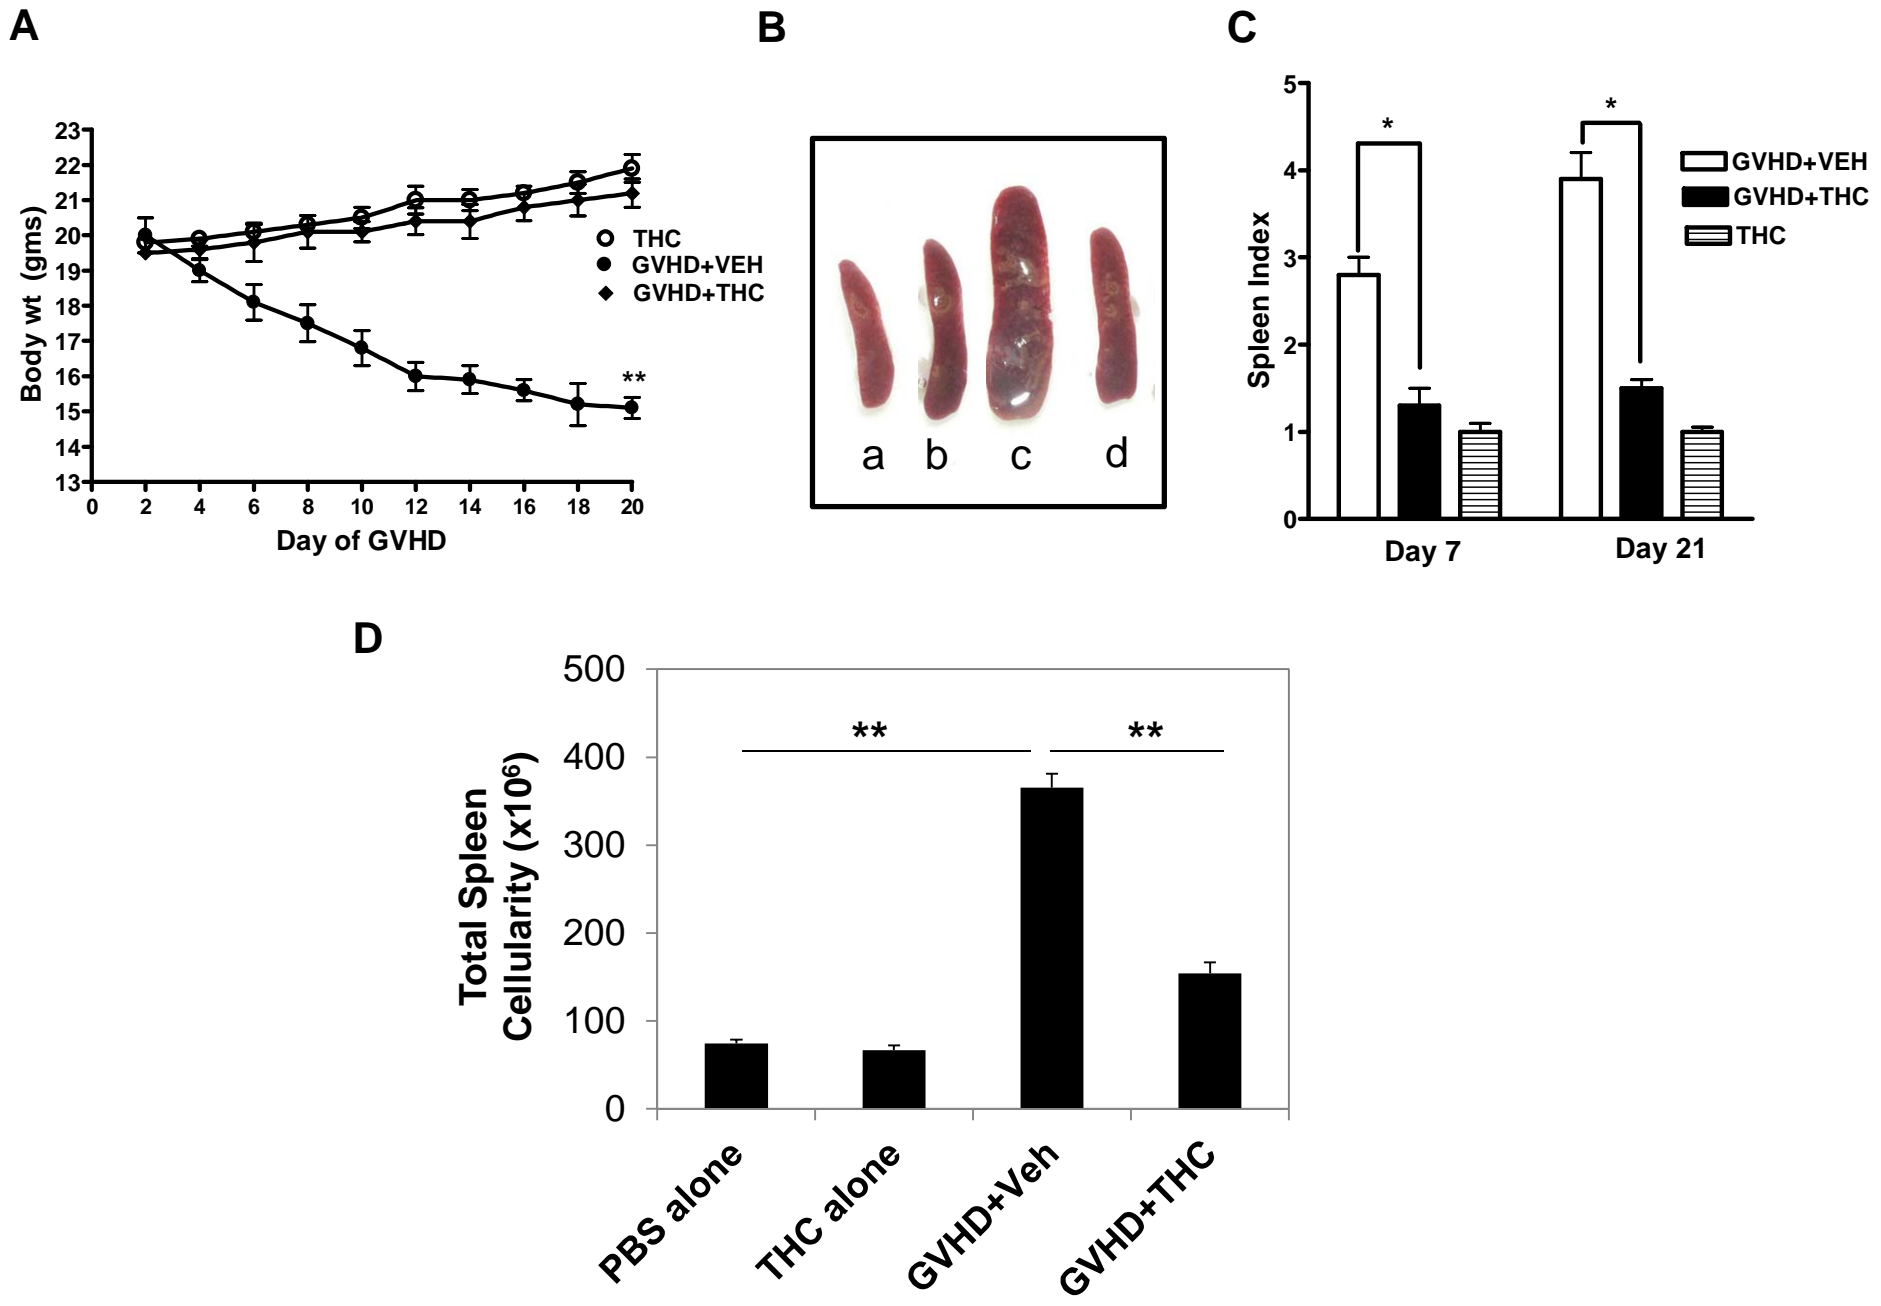 A
23
22
21
20
19
18
17
16
15
14
13
Body wt (gms)
**
0 2 4 6 8 10 12 14 16 18 20
Day of GVHD
THC
GVHD+VEH
GVHD+THC
B
a b c d
C
5
4
3
2
1
0
Spleen Index
*
*
Day 7 Day 21
GVHD+VEH
GVHD+THC
THC
D
500
400
300
200
100
0
Total Spleen
Cellularity (x10⁶)
** **
PBS alone
THC alone
GVHD+Veh
GVHD+THC